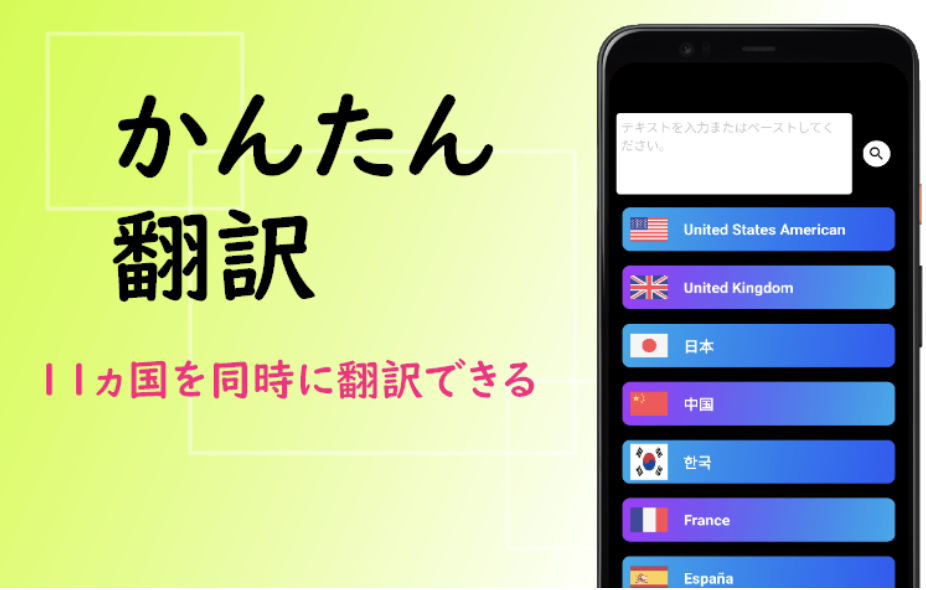 かんたん
翻訳
11ヵ国を同時に翻訳できる
テキストを入力またはペーストしてく
ださい。
United States American
United Kingdom
日本
中国
한국
France
España